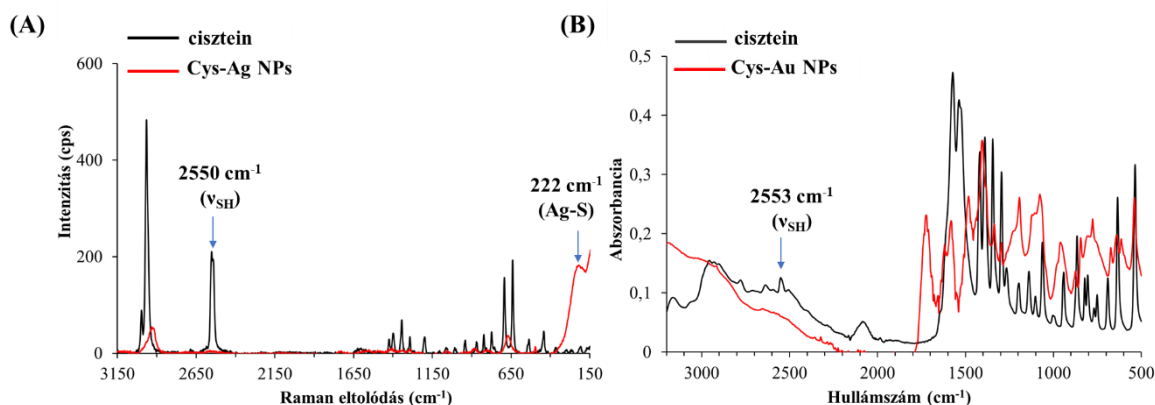 (A)
cisztein
Cys-Ag NPs
600
400
200
0
Intenzitás (cps)
2550 cm⁻¹
(νSH)
222 cm⁻¹
(Ag-S)
3150 2650 2150 1650 1150 650 150
Raman eltolódás (cm⁻¹)
(B)
cisztein
Cys-Au NPs
0,5
0,4
0,3
0,2
0,1
0
Abszorbancia
2553 cm⁻¹
(νSH)
3000 2500 2000 1500 1000 500
Hullámszám (cm⁻¹)